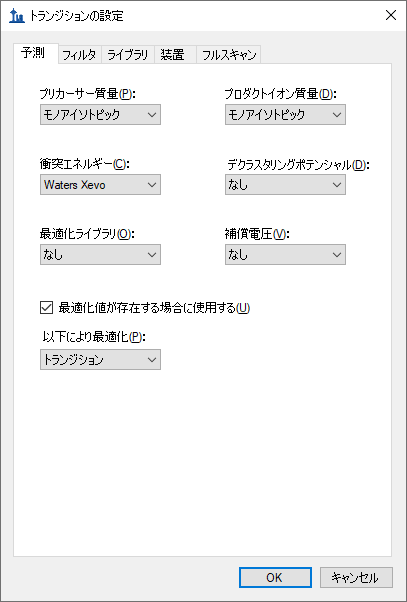 トランジションの設定
予測 フィルタ ライブラリ 装置 フルスキャン
プリカーサー質量(P): プロダクトイオン質量(D):
モノアイソトピック モノアイソトピック
衝突エネルギー(C): デクラスタリングポテンシャル(D):
Waters Xevo なし
最適化ライブラリ(O): 補償電圧(V):
なし なし
最適化値が存在する場合に使用する(U)
以下により最適化(P):
トランジション
OK キャンセル